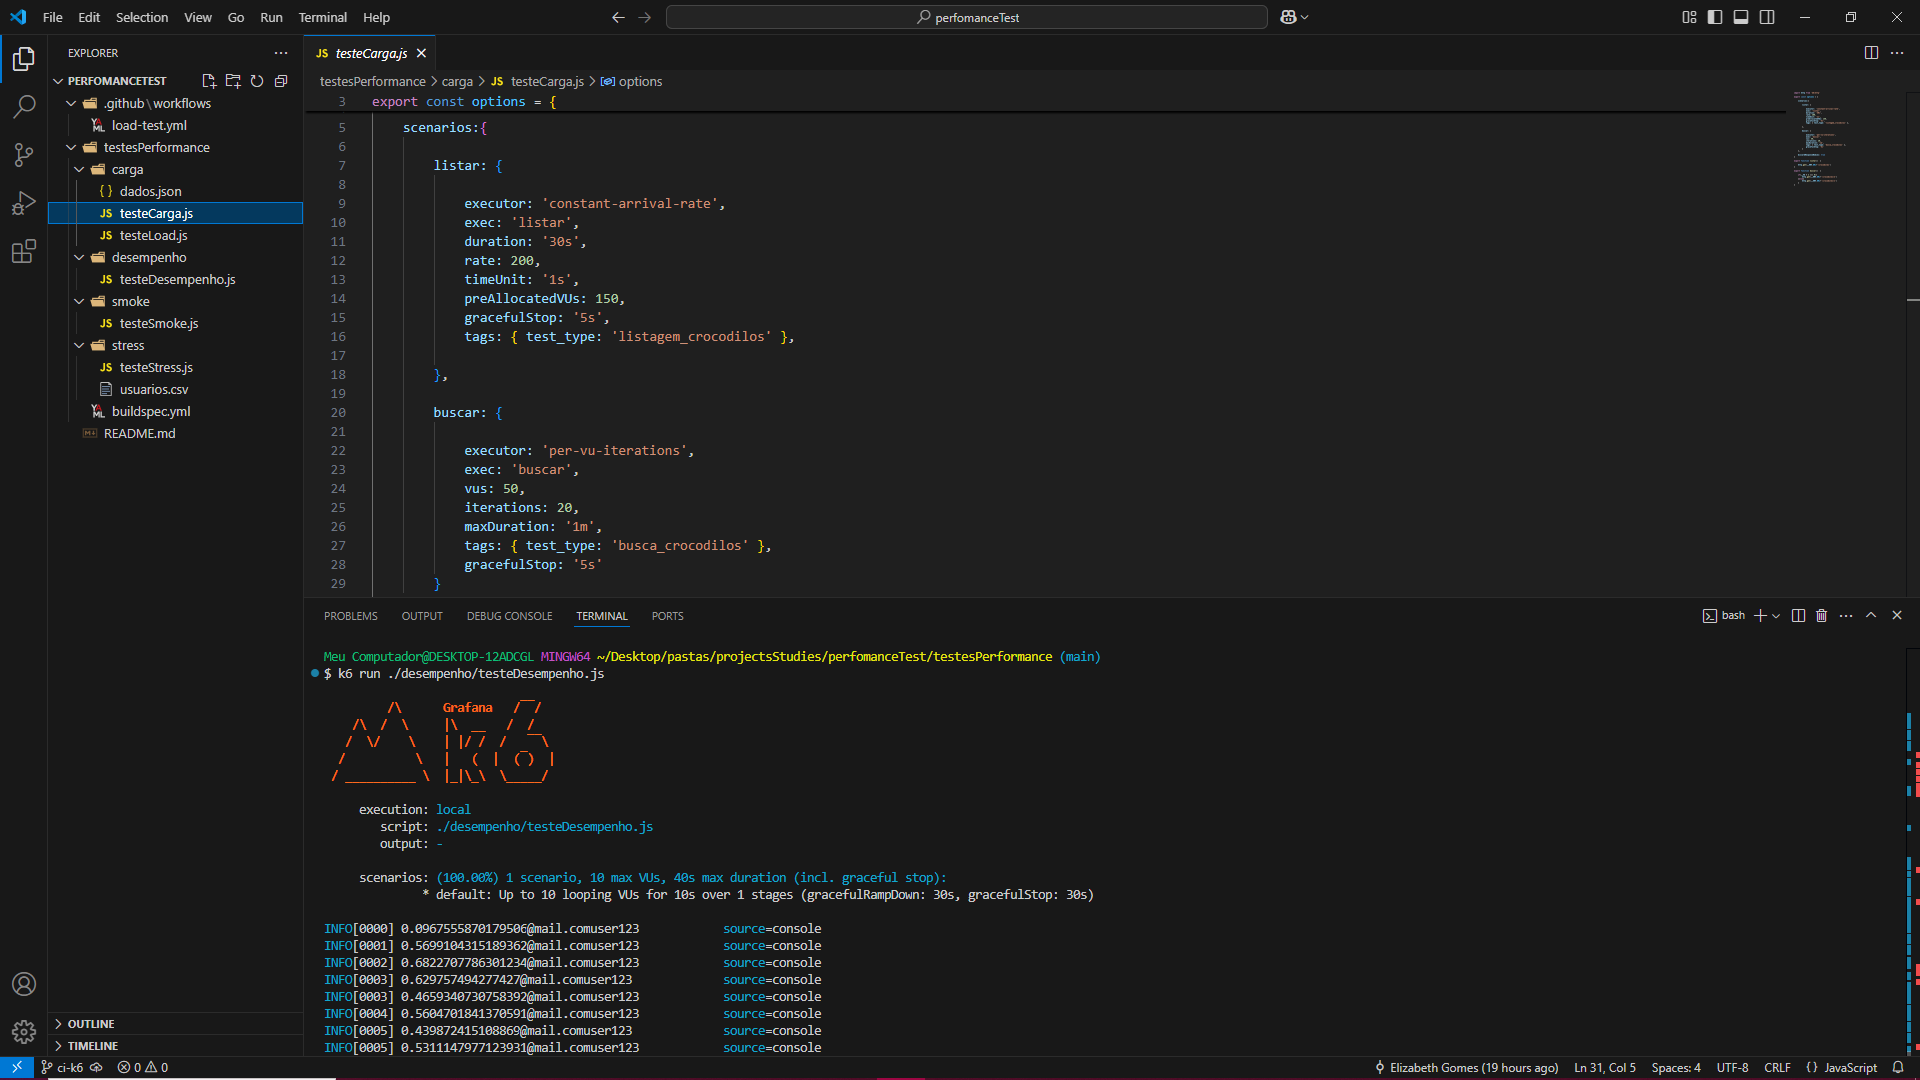 File Edit Selection View Go Run Terminal Help
perfomanceTest
EXPLORER
PERFOMANCETEST
.github\workflows
load-test.yml
testesPerformance
carga
{} dados.json
JS testeCarga.js
JS testeLoad.js
desempenho
JS testeDesempenho.js
smoke
JS testeSmoke.js
stress
JS testeStress.js
usuarios.csv
buildspec.yml
README.md
OUTLINE
TIMELINE
JS testeCarga.js
testesPerformance > carga > JS testeCarga.js > options
3 export const options = {
5 scenarios:{
6
7 listar: {
8
9 executor: 'constant-arrival-rate',
10 exec: 'listar',
11 duration: '30s',
12 rate: 200,
13 timeUnit: '1s',
14 preAllocatedVUs: 150,
15 gracefulStop: '5s',
16 tags: { test_type: 'listagem_crocodilos' },
17
18 },
19
20 buscar: {
21
22 executor: 'per-vu-iterations',
23 exec: 'buscar',
24 vus: 50,
25 iterations: 20,
26 maxDuration: '1m',
27 tags: { test_type: 'busca_crocodilos' },
28 gracefulStop: '5s'
29 }
PROBLEMS OUTPUT DEBUG CONSOLE TERMINAL PORTS
bash
Meu Computador@DESKTOP-12ADCGL MINGW64 ~/Desktop/pastas/projectsStudies/perfomanceTest/testesPerformance (main)
$ k6 run ./desempenho/testeDesempenho.js
Grafana
execution: local
script: ./desempenho/testeDesempenho.js
output: -
scenarios: (100.00%) 1 scenario, 10 max VUs, 40s max duration (incl. graceful stop):
* default: Up to 10 looping VUs for 10s over 1 stages (gracefulRampDown: 30s, gracefulStop: 30s)
INFO[0000] 0.0967555870179506@mail.comuser123 source=console
INFO[0001] 0.5699104315189362@mail.comuser123 source=console
INFO[0002] 0.6822707786301234@mail.comuser123 source=console
INFO[0003] 0.629757494277427@mail.comuser123 source=console
INFO[0003] 0.4659340730758392@mail.comuser123 source=console
INFO[0004] 0.5604701841370591@mail.comuser123 source=console
INFO[0005] 0.439872415108869@mail.comuser123 source=console
INFO[0005] 0.5311147977123931@mail.comuser123 source=console
ci-k6 0 0 Elizabeth Gomes (19 hours ago) Ln 31, Col 5 Spaces: 4 UTF-8 CRLF {} JavaScript